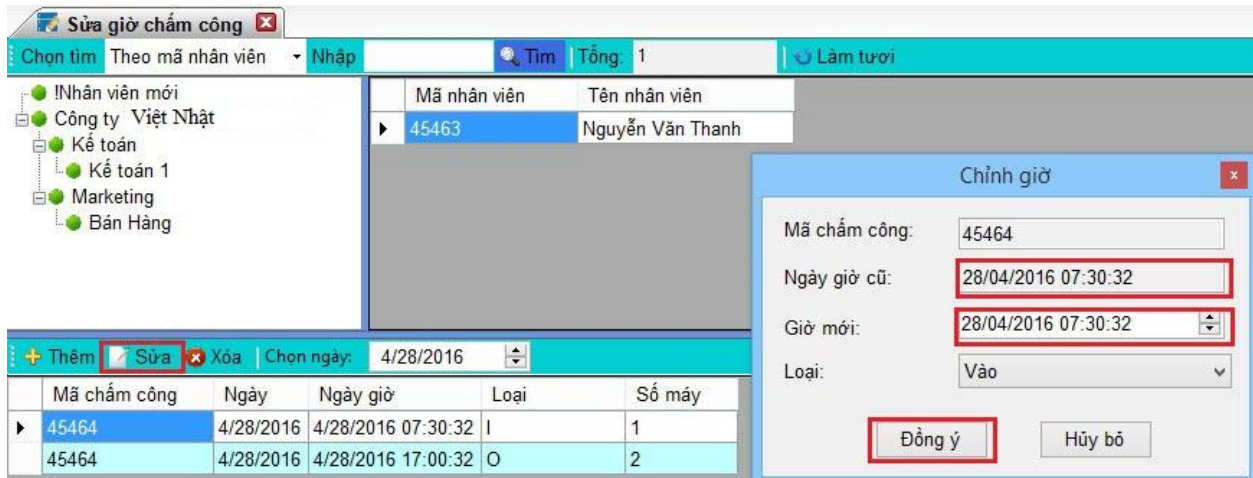 Sửa giờ chấm công
Chọn tìm Theo mã nhân viên Nhập Tìm Tổng: 1 Làm tươi
!Nhân viên mới
Công ty Việt Nhật
Kế toán
Kế toán 1
Marketing
Bán Hàng
Mã nhân viên Tên nhân viên
45463 Nguyễn Văn Thanh
Thêm Sửa Xóa Chọn ngày: 4/28/2016
Mã chấm công Ngày Ngày giờ Loại Số máy
45464 4/28/2016 4/28/2016 07:30:32 I 1
45464 4/28/2016 4/28/2016 17:00:32 O 2
Chỉnh giờ
Mã chấm công: 45464
Ngày giờ cũ: 28/04/2016 07:30:32
Giờ mới: 28/04/2016 07:30:32
Loại: Vào
Đồng ý Hủy bỏ